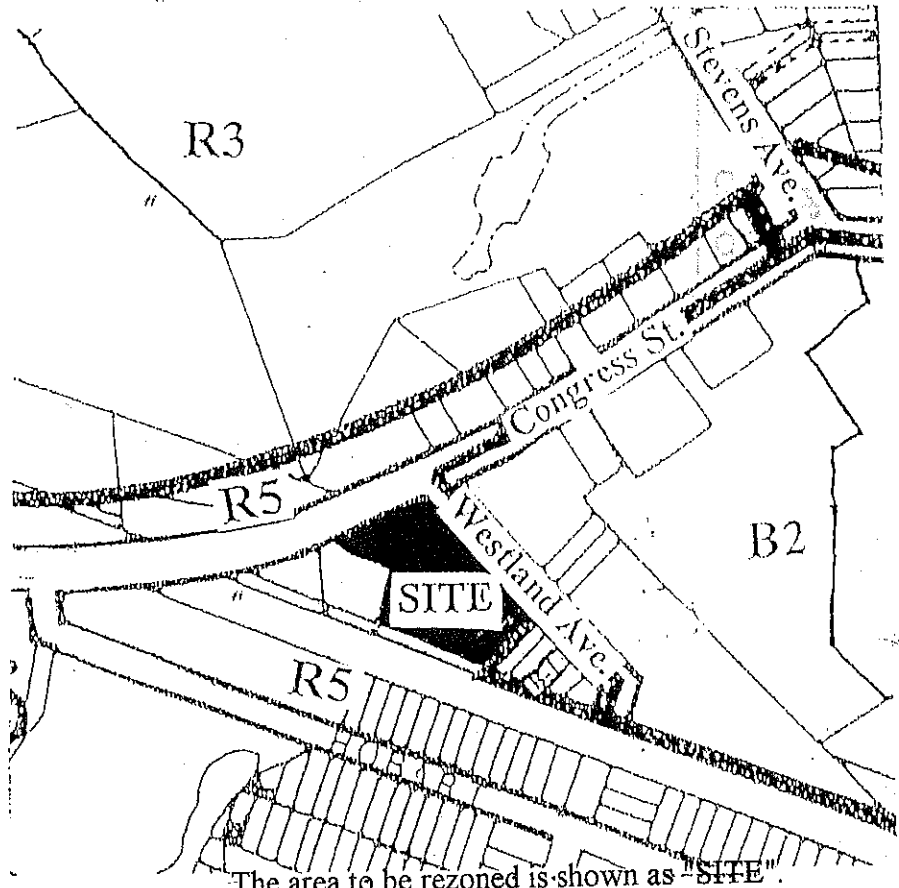 Stevens Ave.
R3
Congress St.
R5
Westland Ave.
B2
SITE
R5
The area to be rezoned is shown as "SITE".